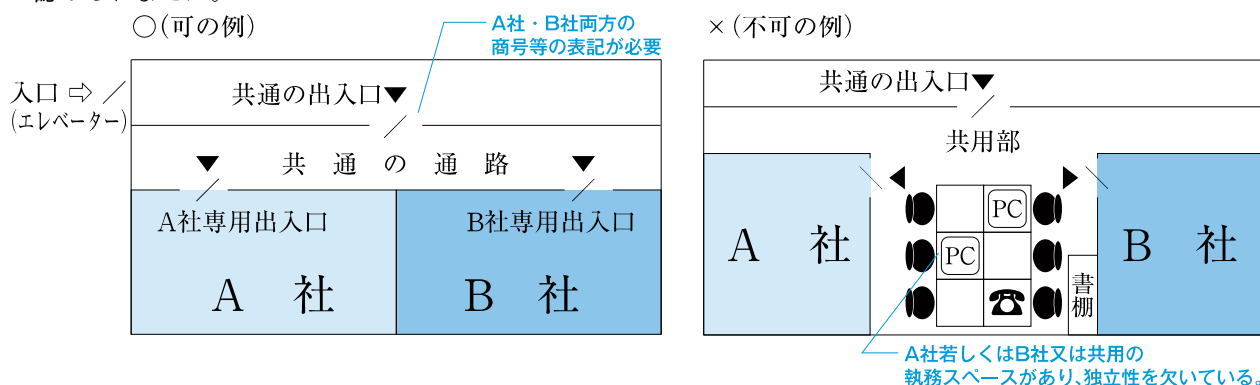 ○(可の例)
A社・B社両方の
商号等の表記が必要
入口⇨
(エレベーター)
共通の出入口▼
▼ 共通の通路 ▼
A社専用出入口
B社専用出入口
A 社
B 社
×(不可の例)
共通の出入口▼
共用部
A 社
PC
PC
書棚
B 社
A社若しくはB社又は共用の
執務スペースがあり、独立性を欠いている。